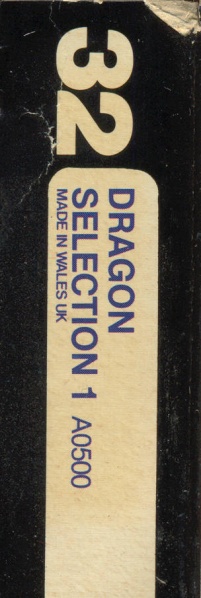 32
DRAGON
SELECTION 1 A0500
MADE IN WALES UK